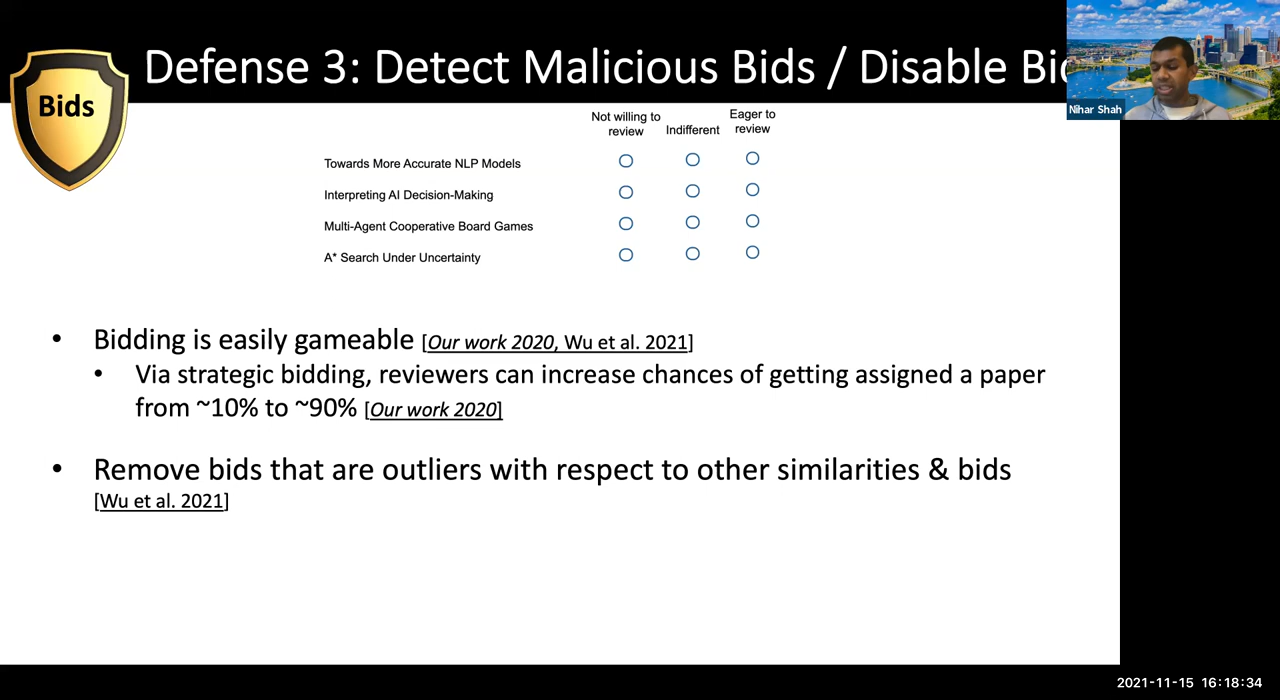 Defense 3: Detect Malicious Bids / Disable
Bids
Nihar Shah
Not willing to review Indifferent Eager to review
Towards More Accurate NLP Models
Interpreting AI Decision-Making
Multi-Agent Cooperative Board Games
A* Search Under Uncertainty
• Bidding is easily gameable [Our work 2020, Wu et al. 2021]
• Via strategic bidding, reviewers can increase chances of getting assigned a paper
from ~10% to ~90% [Our work 2020]
• Remove bids that are outliers with respect to other similarities & bids
[Wu et al. 2021]
2021-11-15 16:18:34